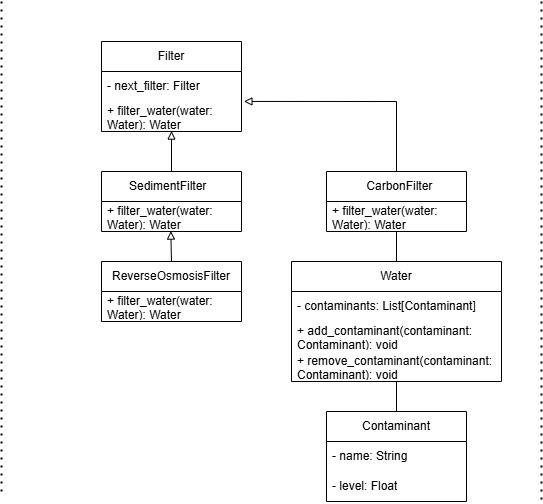 Filter
- next_filter: Filter
+ filter_water(water:
Water): Water
SedimentFilter
+ filter_water(water:
Water): Water
CarbonFilter
+ filter_water(water:
Water): Water
ReverseOsmosisFilter
+ filter_water(water:
Water): Water
Water
- contaminants: List[Contaminant]
+ add_contaminant(contaminant:
Contaminant): void
+ remove_contaminant(contaminant:
Contaminant): void
Contaminant
- name: String
- level: Float